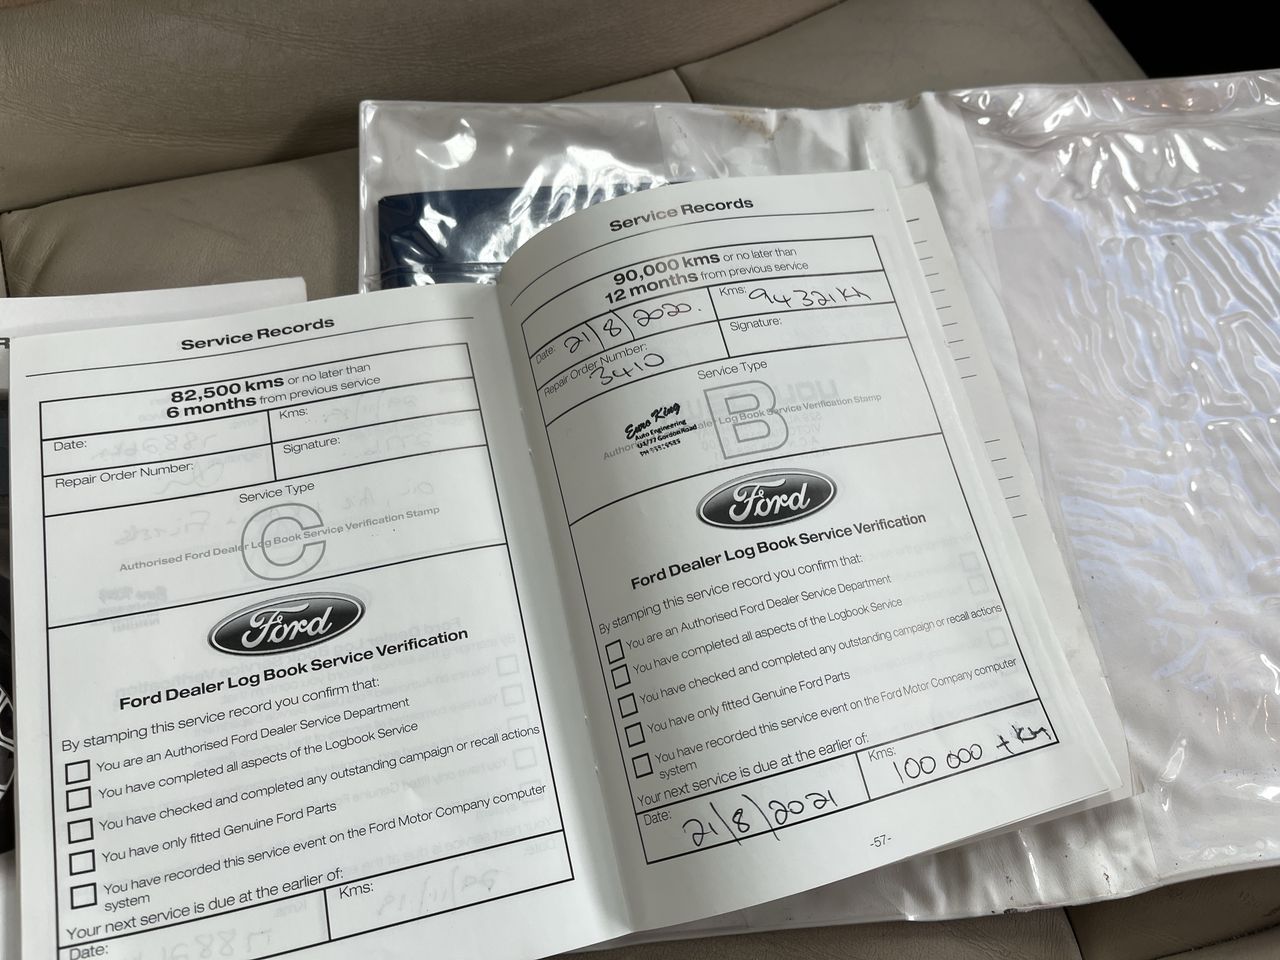 Service Records
82,500 kms or no later than
6 months from previous service
Date:
Kms:
Repair Order Number:
Signature:
Service Type
C
Authorised Ford Dealer Log Book Service Verification Stamp
Ford
Ford Dealer Log Book Service Verification
By stamping this service record you confirm that:
You are an Authorised Ford Dealer Service Department
You have completed all aspects of the Logbook Service
You have checked and completed any outstanding campaign or recall actions
You have only fitted Genuine Ford Parts
You have recorded this service event on the Ford Motor Company computer
system
Your next service is due at the earlier of:
Date:
Kms:
Service Records
90,000 kms or no later than
12 months from previous service
Date: 21/8/2020.
Kms: 94321Km
Repair Order Number:
3410
Signature:
Service Type
B
Euro King
Auto Engineering
Gordon Road
Log Book Service Verification Stamp
Ford
Ford Dealer Log Book Service Verification
By stamping this service record you confirm that:
You are an Authorised Ford Dealer Service Department
You have completed all aspects of the Logbook Service
You have checked and completed any outstanding campaign or recall actions
You have only fitted Genuine Ford Parts
You have recorded this service event on the Ford Motor Company computer
system
Your next service is due at the earlier of:
Date: 21/8/2021
Kms: 100 000 + Km
-57-